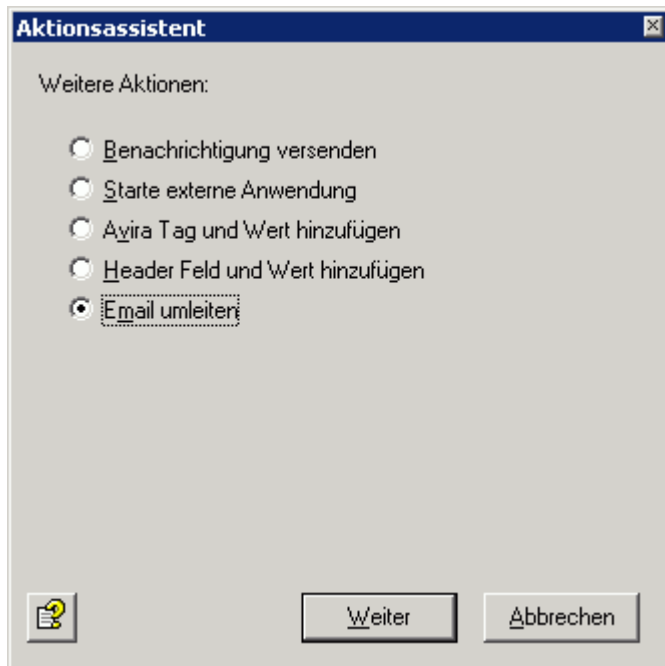 Aktionsassistent
Weitere Aktionen:
Benachrichtigung versenden
Starte externe Anwendung
Avira Tag und Wert hinzufügen
Header Feld und Wert hinzufügen
Email umleiten
Weiter
Abbrechen